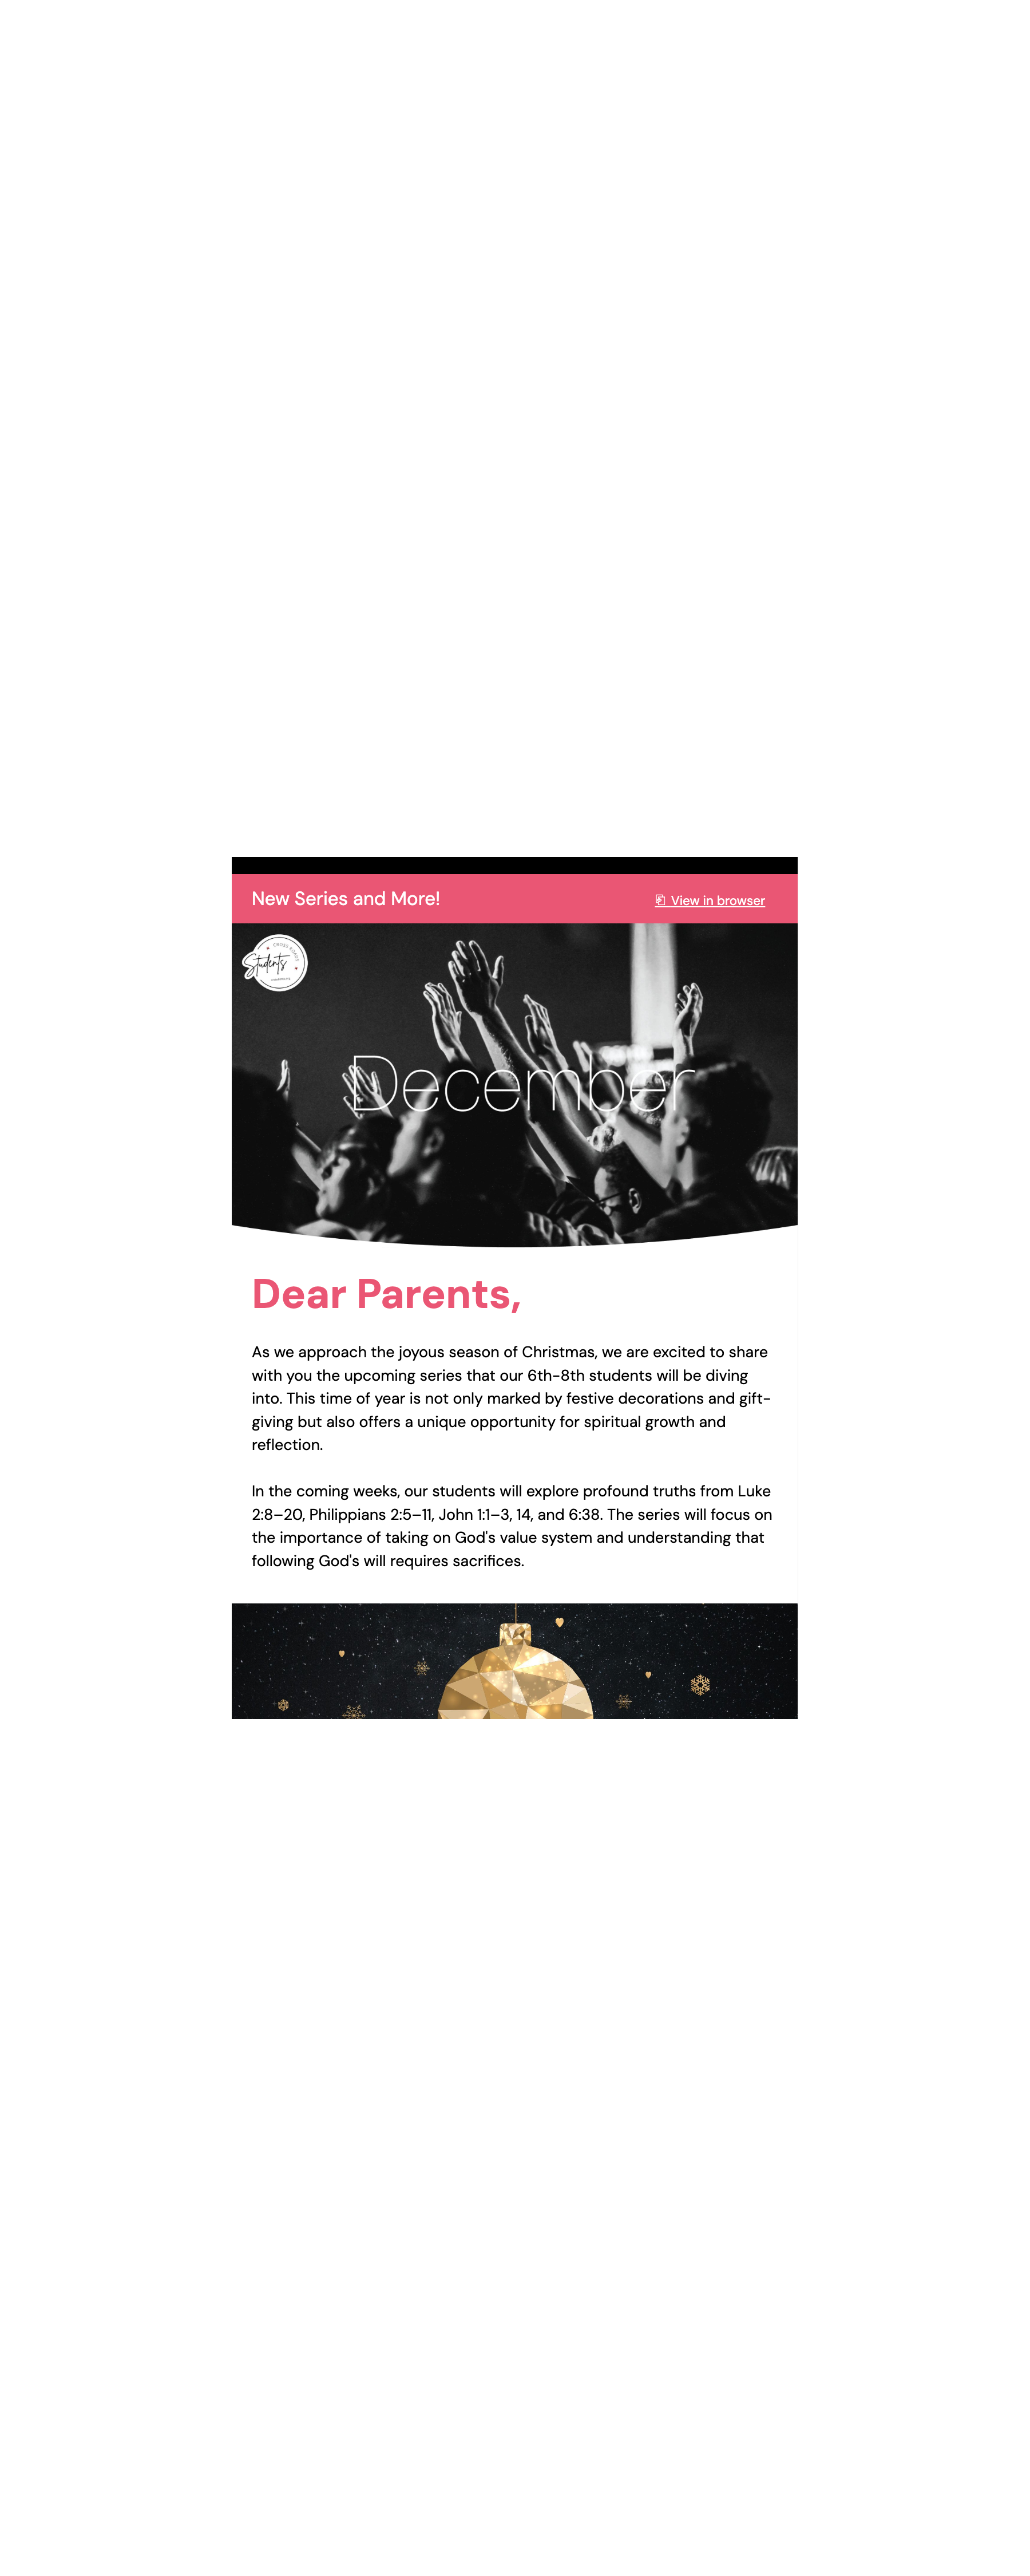 New Series and More!
View in browser
CROSS ROADS
Students
December
Dear Parents,
As we approach the joyous season of Christmas, we are excited to share
with you the upcoming series that our 6th-8th students will be diving
into. This time of year is not only marked by festive decorations and gift-
giving but also offers a unique opportunity for spiritual growth and
reflection.
In the coming weeks, our students will explore profound truths from Luke
2:8–20, Philippians 2:5–11, John 1:1–3, 14, and 6:38. The series will focus on
the importance of taking on God's value system and understanding that
following God's will requires sacrifices.